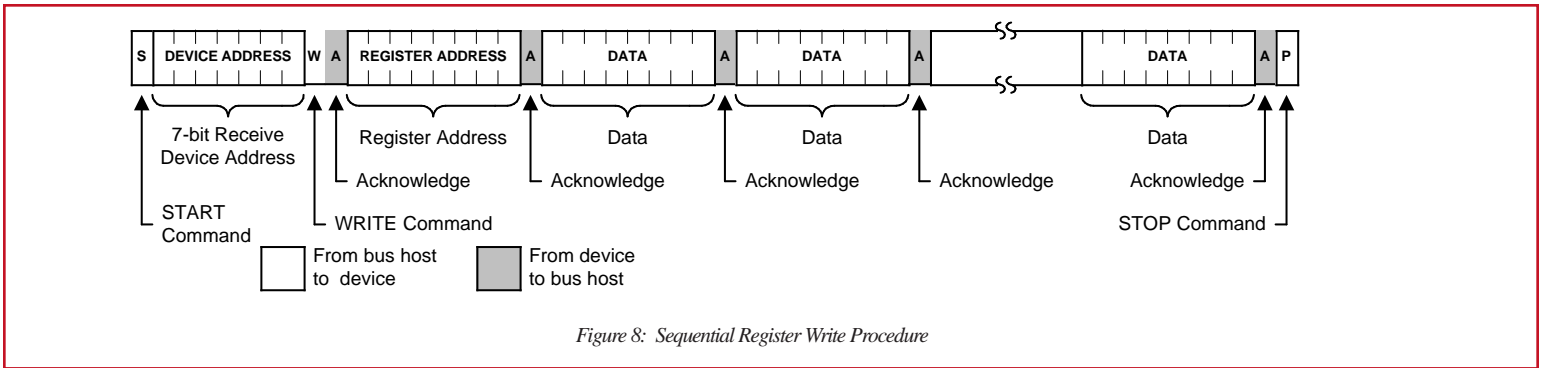 S DEVICE ADDRESS W A REGISTER ADDRESS A DATA A DATA A DATA A P
7-bit Receive
Device Address
Register Address
Data
Data
Data
Acknowledge
Acknowledge
Acknowledge
Acknowledge
Acknowledge
START
Command
WRITE Command
STOP Command
From bus host
to device
From device
to bus host
Figure 8: Sequential Register Write Procedure